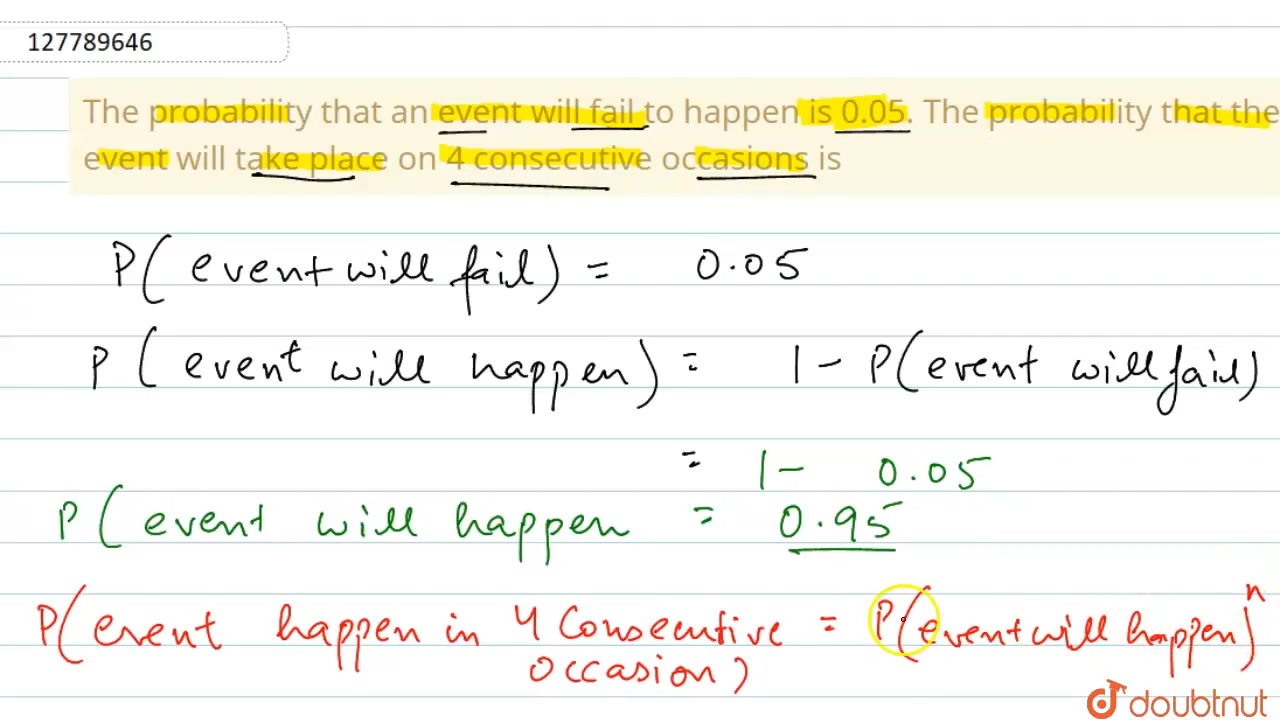 127789646
The probability that an event will fail to happen is 0.05. The probability that the
event will take place on 4 consecutive occasions is
P( event will fail) = 0.05
P ( event will happen) = 1 - P(event will fail)
= 1 - 0.05
P ( event will happen = 0.95
P( event happen in 4 Consecutive = P(event will happen)^n
occasion)
doubtnut